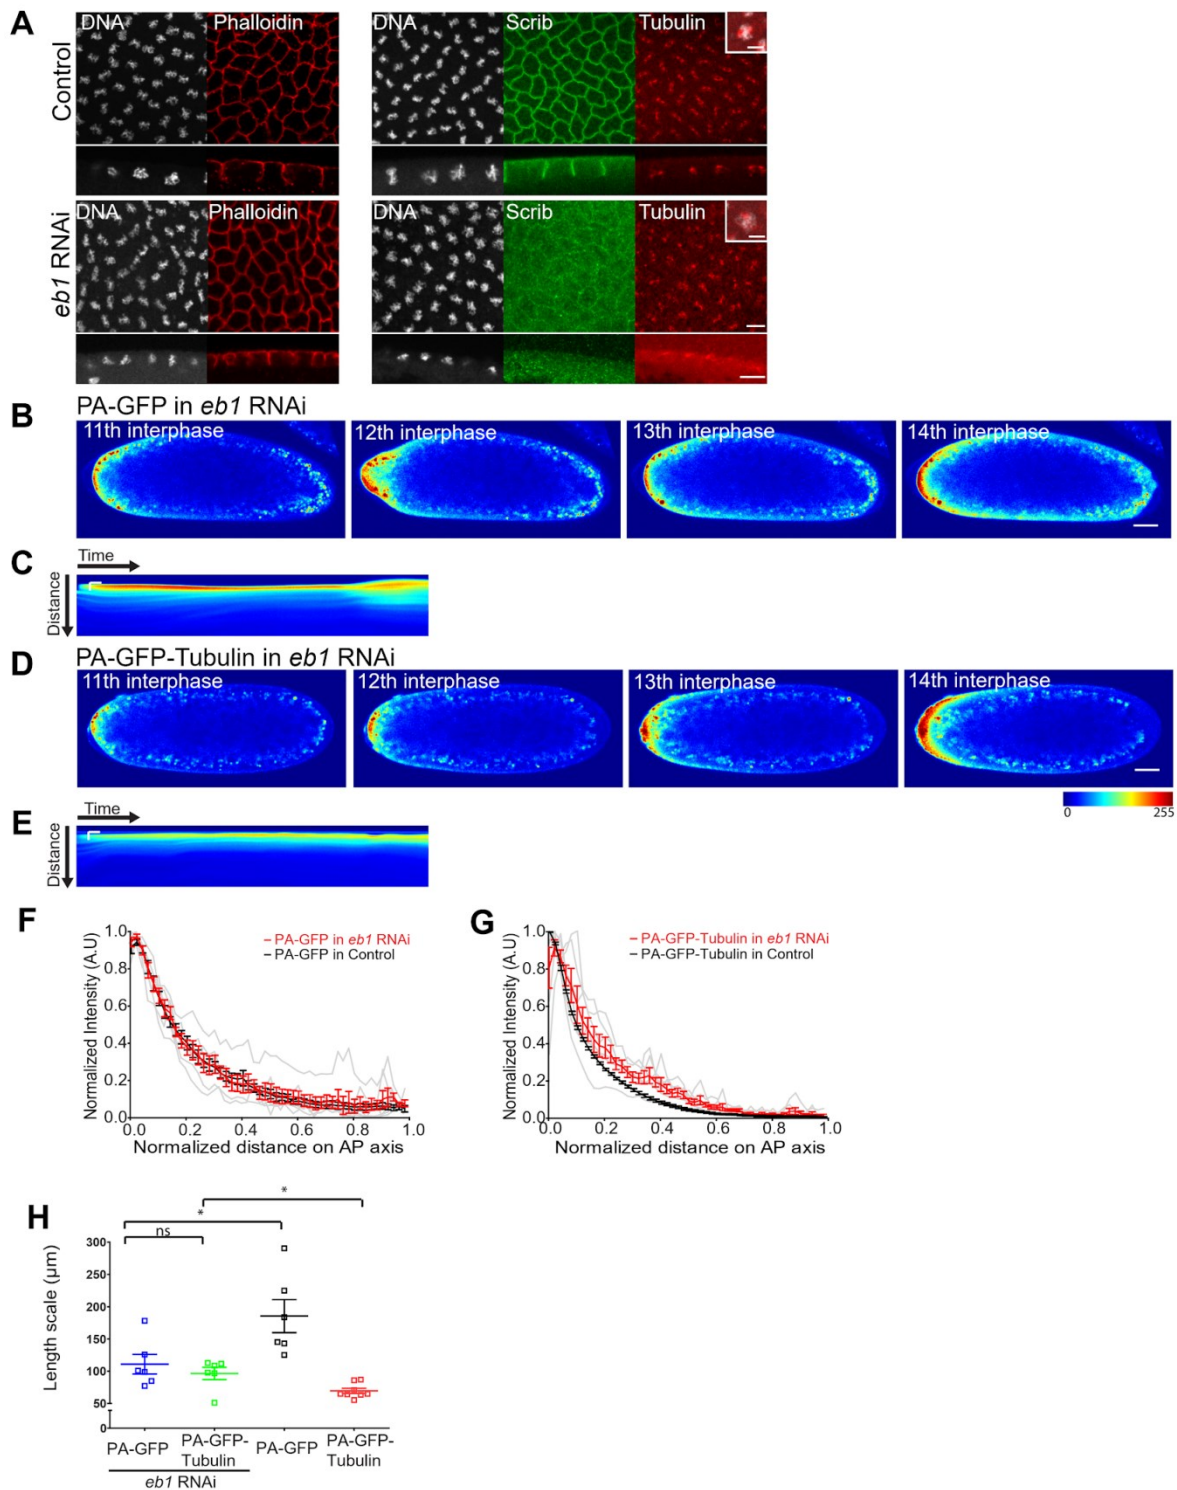 A
Control
DNA
Phalloidin
DNA
Scrib
Tubulin
eb1 RNAi
DNA
Phalloidin
DNA
Scrib
Tubulin
B
PA-GFP in eb1 RNAi
11th interphase
12th interphase
13th interphase
14th interphase
C
Time
Distance
D
PA-GFP-Tubulin in eb1 RNAi
11th interphase
12th interphase
13th interphase
14th interphase
0
255
E
Time
Distance
F
Normalized Intensity (A.U)
1.0
0.8
0.6
0.4
0.2
0.0
PA-GFP in eb1 RNAi
PA-GFP in Control
0.0 0.2 0.4 0.6 0.8 1.0
Normalized distance on AP axis
G
Normalized Intensity (A.U)
1.0
0.8
0.6
0.4
0.2
0
PA-GFP-Tubulin in eb1 RNAi
PA-GFP-Tubulin in Control
0.0 0.2 0.4 0.6 0.8 1.0
Normalized distance on AP axis
H
*
*
ns
Length scale (µm)
300
250
200
150
100
50
0
PA-GFP
PA-GFP-
Tubulin
PA-GFP
PA-GFP-
Tubulin
eb1 RNAi